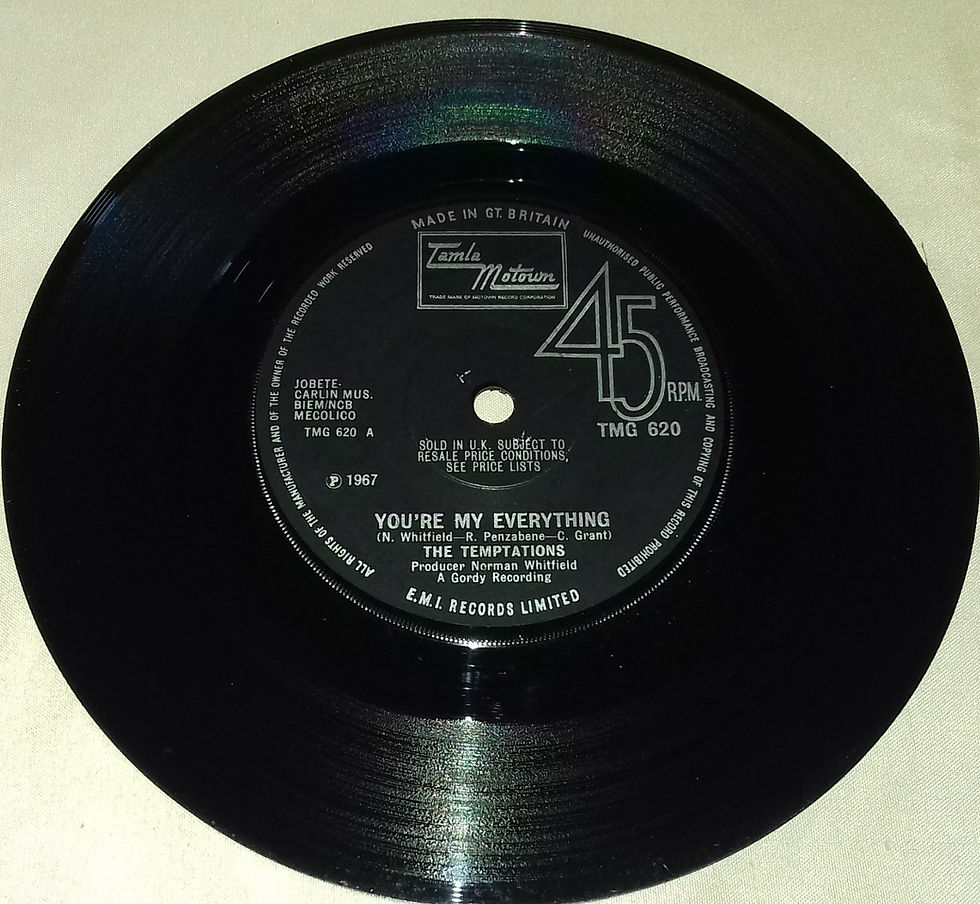 MADE IN GT. BRITAIN
Tamla
Motown
TRADE MARK OF MOTOWN RECORD CORPORATION
UNAUTHORISED PUBLIC PERFORMANCE BROADCASTING AND COPYING OF THIS RECORD PROHIBITED
ALL RIGHTS OF THE MANUFACTURER AND OF THE OWNER OF THE RECORDED WORK RESERVED
45
R.P.M.
TMG 620
JOBETE-
CARLIN MUS.
BIEM/NCB
MECOLICO
TMG 620 A
SOLD IN U.K. SUBJECT TO
RESALE PRICE CONDITIONS,
SEE PRICE LISTS
Ⓟ 1967
YOU'RE MY EVERYTHING
(N. Whitfield—R. Penzabene—C. Grant)
THE TEMPTATIONS
Producer Norman Whitfield
A Gordy Recording
E.M.I. RECORDS LIMITED